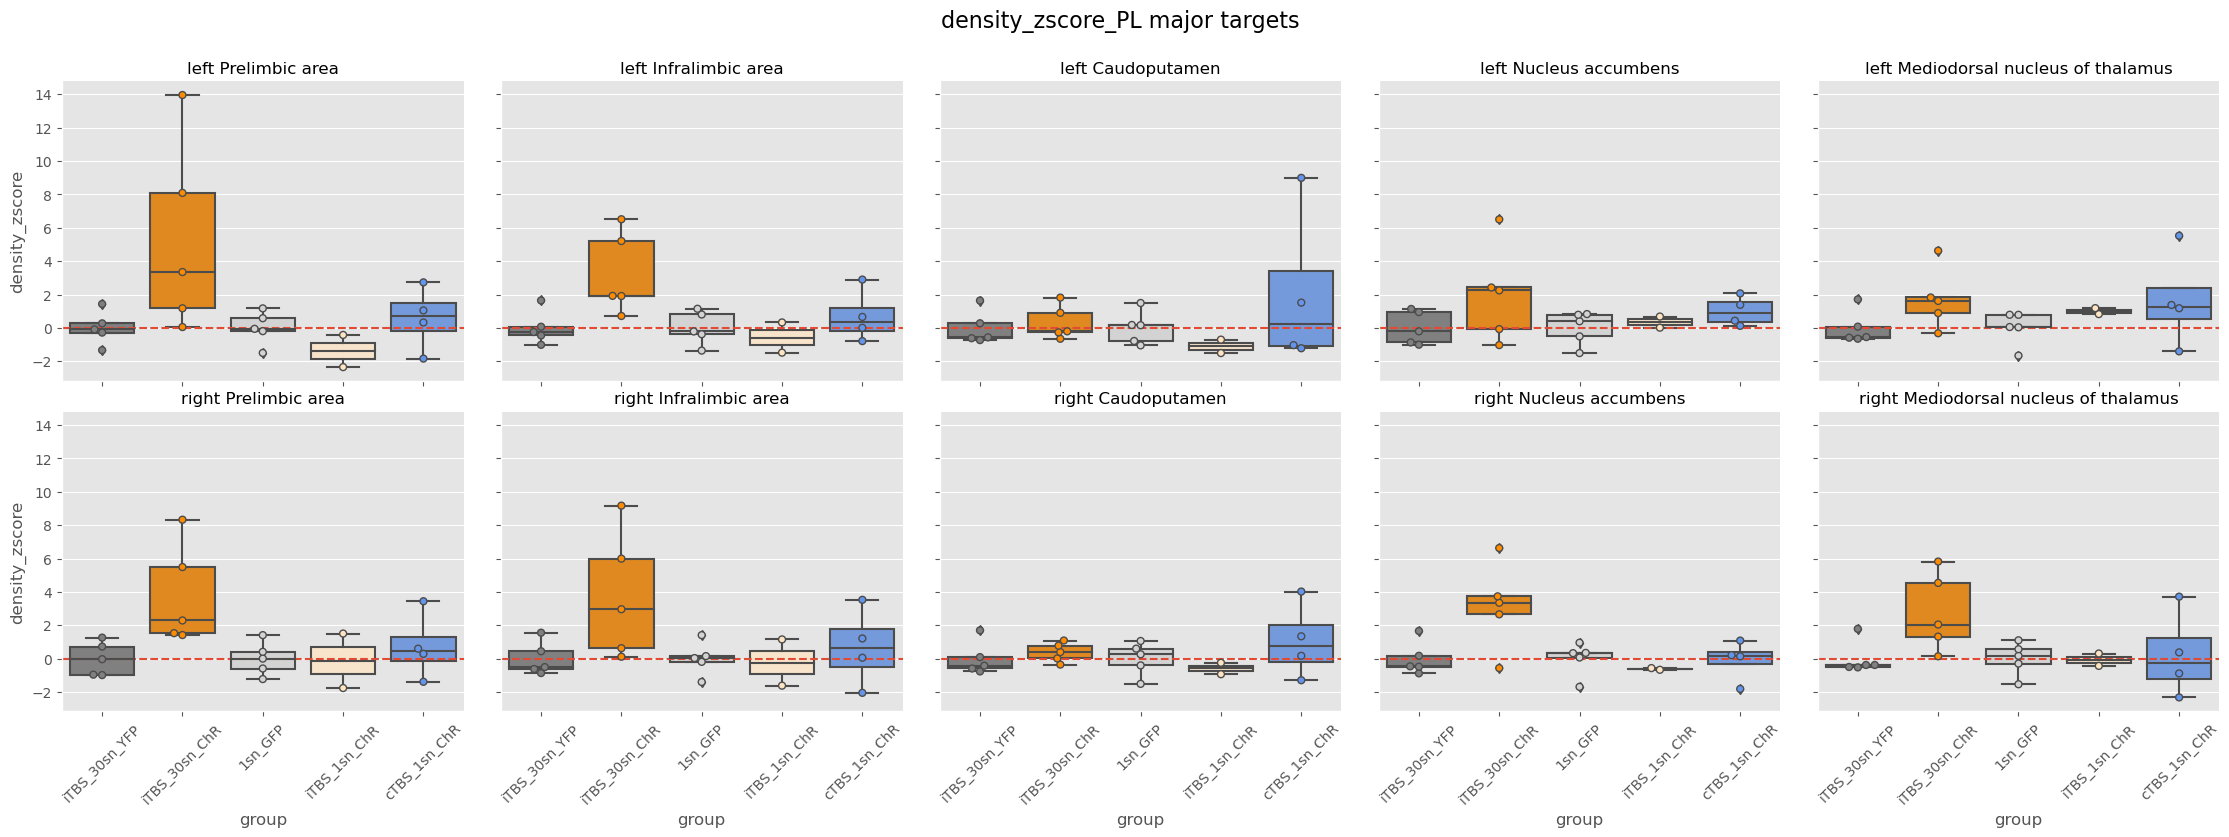 density_zscore_PL major targets
left Prelimbic area
left Infralimbic area
left Caudoputamen
left Nucleus accumbens
left Mediodorsal nucleus of thalamus
density_zscore
14
12
10
8
6
4
2
0
−2
right Prelimbic area
right Infralimbic area
right Caudoputamen
right Nucleus accumbens
right Mediodorsal nucleus of thalamus
density_zscore
14
12
10
8
6
4
2
0
−2
iTBS_30sn_YFP
iTBS_30sn_ChR
1sn_GFP
iTBS_1sn_ChR
cTBS_1sn_ChR
iTBS_30sn_YFP
iTBS_30sn_ChR
1sn_GFP
iTBS_1sn_ChR
cTBS_1sn_ChR
iTBS_30sn_YFP
iTBS_30sn_ChR
1sn_GFP
iTBS_1sn_ChR
cTBS_1sn_ChR
iTBS_30sn_YFP
iTBS_30sn_ChR
1sn_GFP
iTBS_1sn_ChR
cTBS_1sn_ChR
iTBS_30sn_YFP
iTBS_30sn_ChR
1sn_GFP
iTBS_1sn_ChR
cTBS_1sn_ChR
group
group
group
group
group